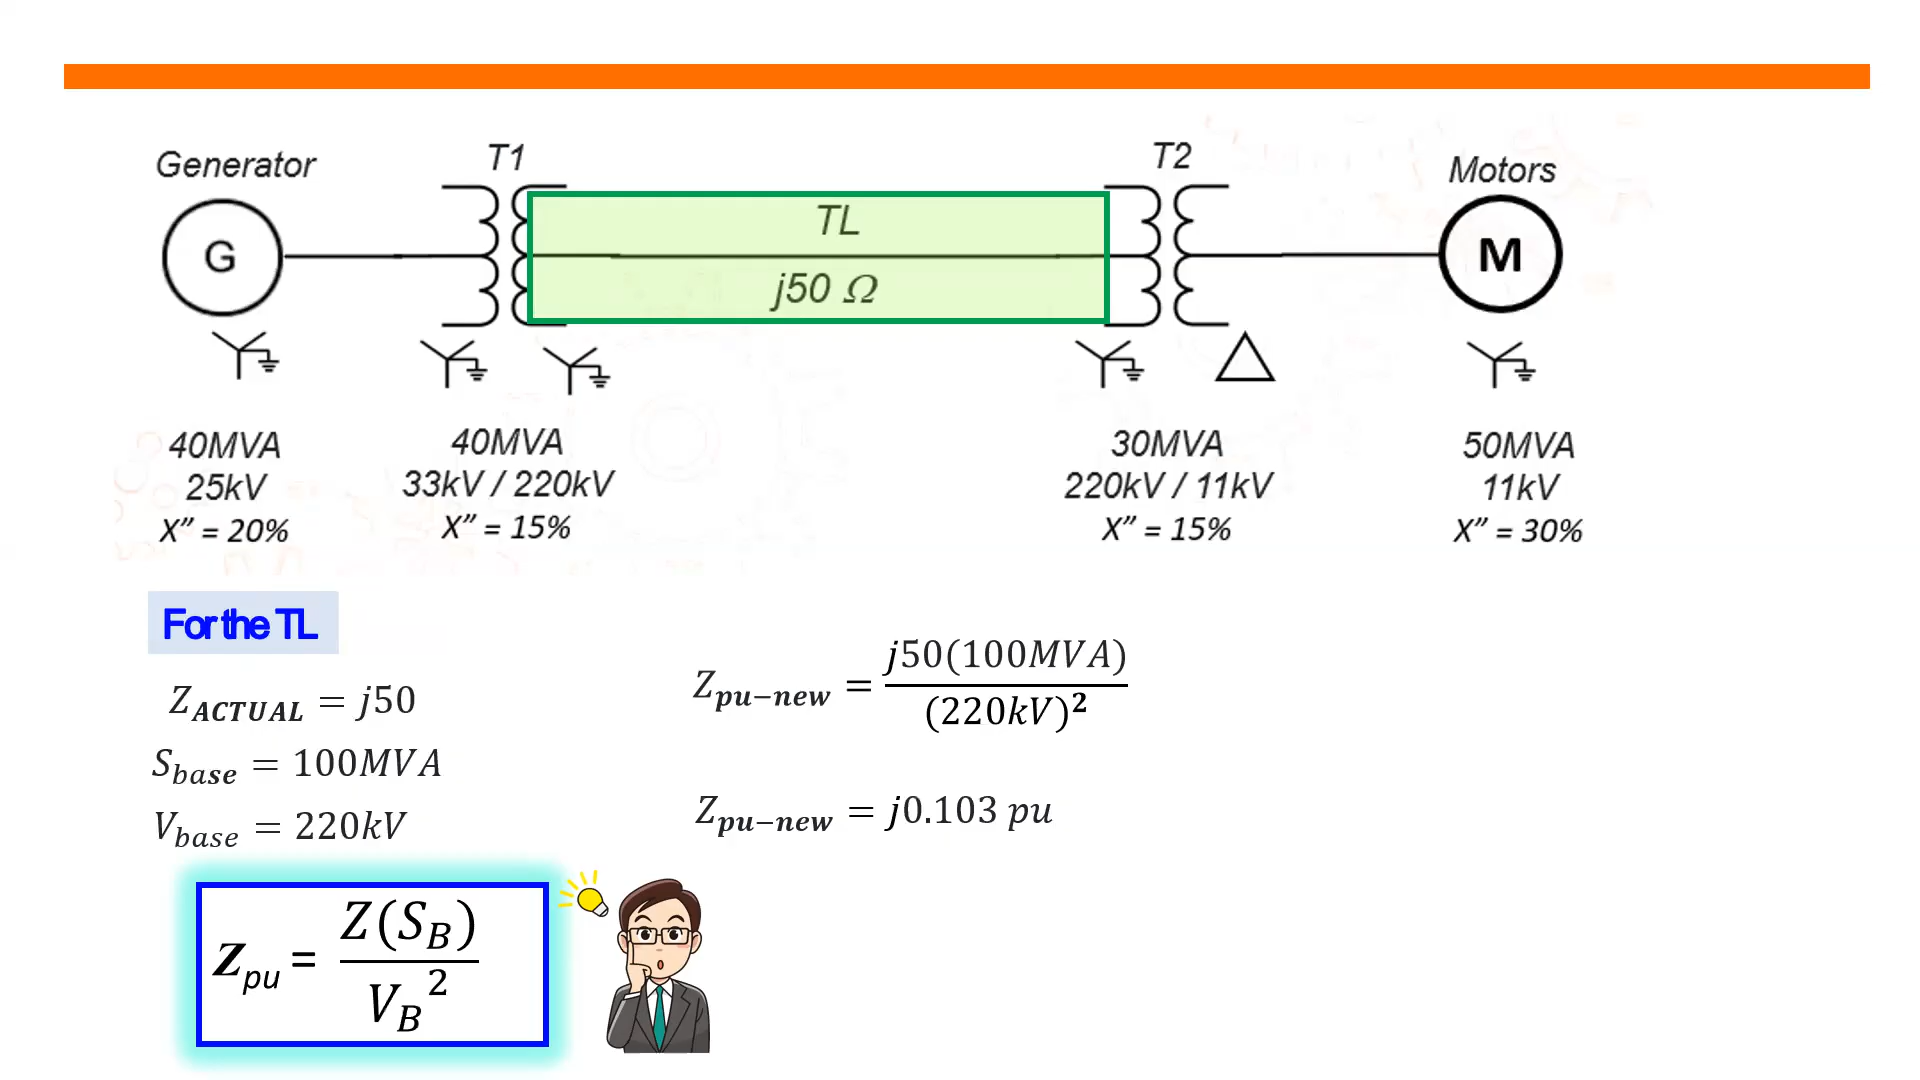 Generator
T1
T2
Motors
G
TL
j50 Ω
M
40MVA
25kV
X” = 20%
40MVA
33kV / 220kV
X” = 15%
30MVA
220kV / 11kV
X” = 15%
50MVA
11kV
X” = 30%
For the TL
Z_ACTUAL = j50
S_base = 100MVA
V_base = 220kV
Z_pu = Z(S_B) / V_B²
Z_pu−new = j50(100MVA) / (220kV)²
Z_pu−new = j0.103 pu